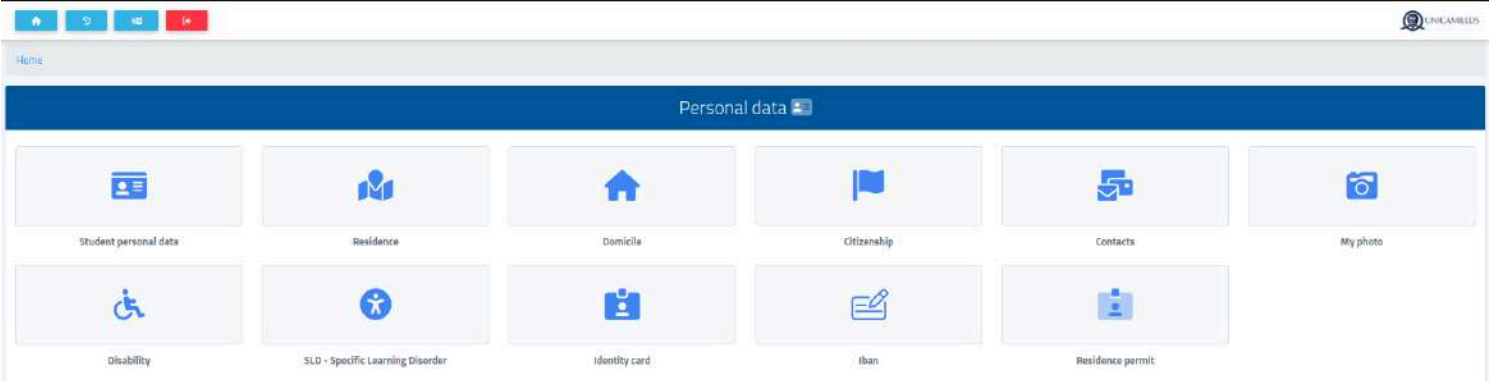 UNICAMILLUS
Home
Personal data
Student personal data
Residence
Domicile
Citizenship
Contacts
My photo
Disability
SLD - Specific Learning Disorder
Identity card
Iban
Residence permit